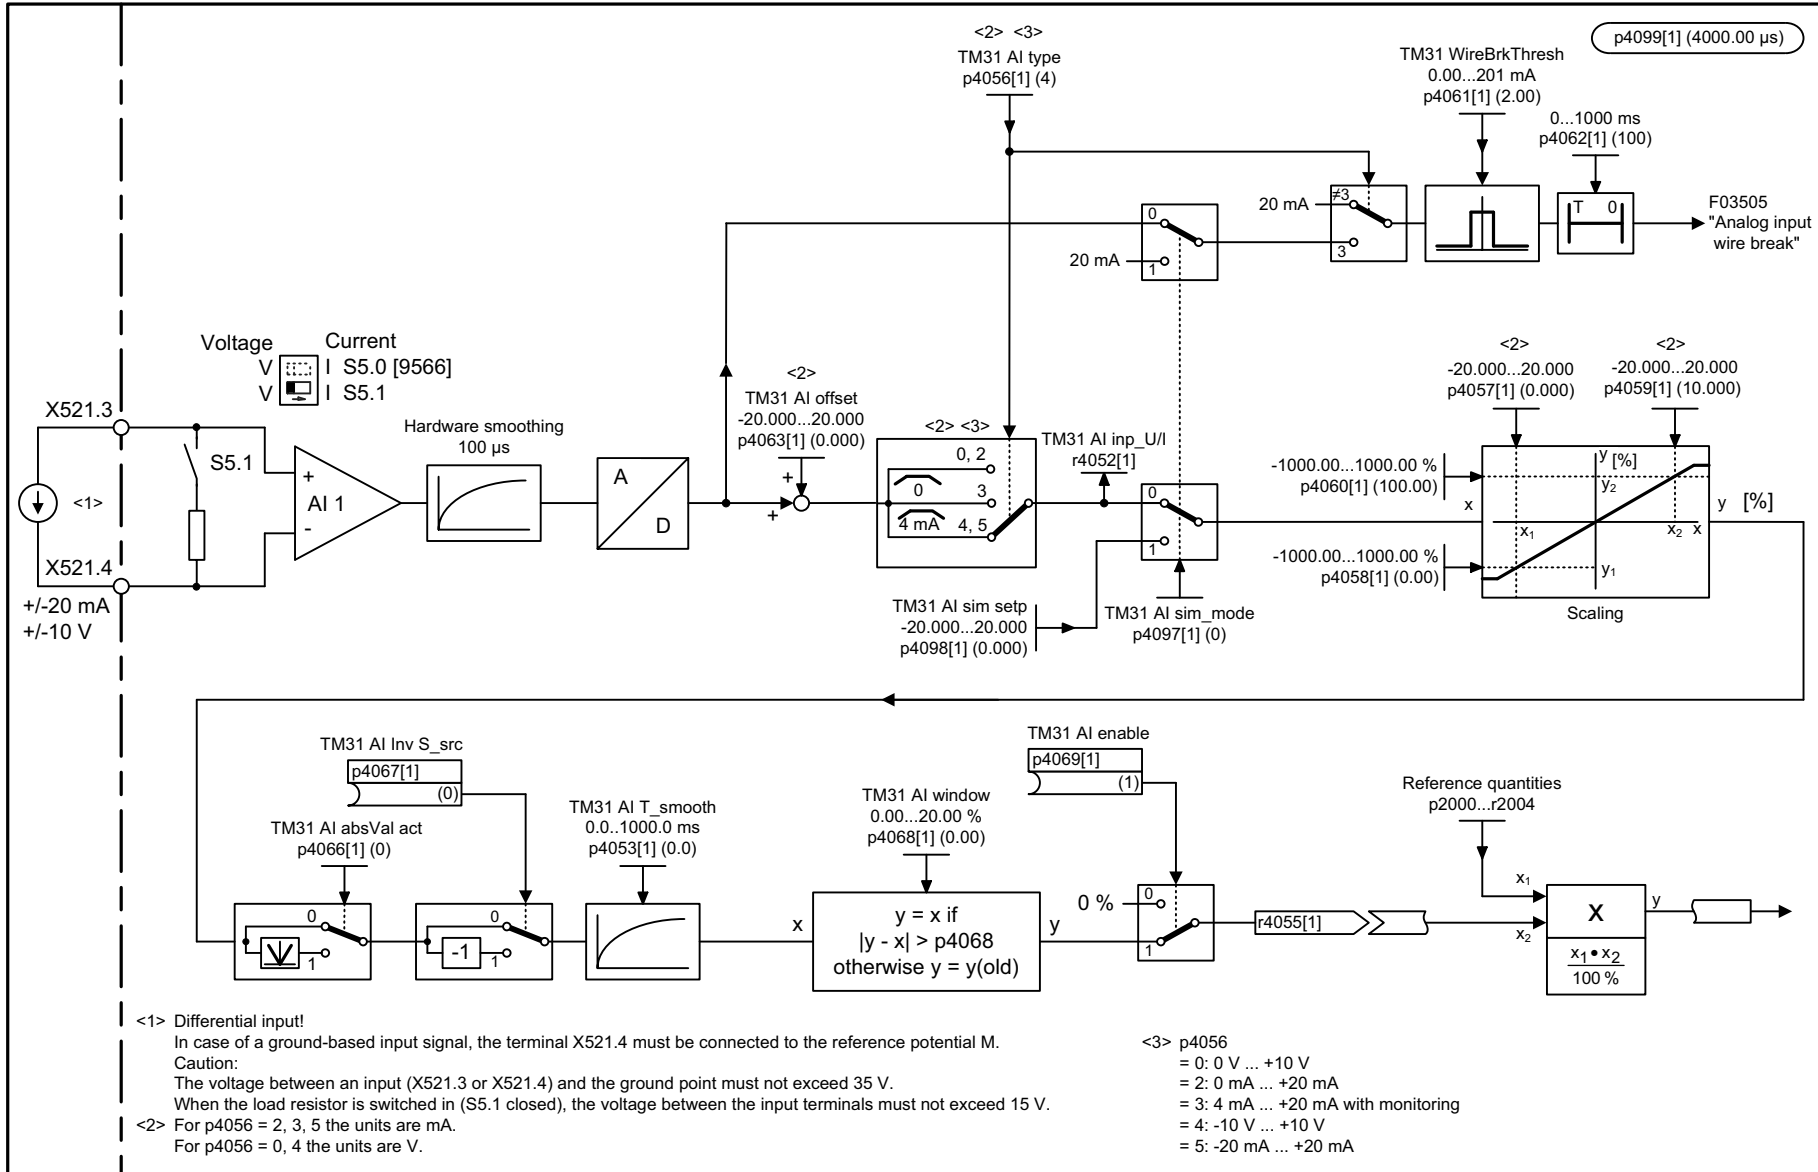 <2> <3>
TM31 AI type
p4056[1] (4)
p4099[1] (4000.00 µs)
TM31 WireBrkThresh
0.00...201 mA
p4061[1] (2.00)
0...1000 ms
p4062[1] (100)
≠3
20 mA
3
T 0
F03505
"Analog input
wire break"
0
20 mA
1
Voltage Current
V I S5.0 [9566]
V I S5.1
X521.3
S5.1
<1>
X521.4
+/-20 mA
+/-10 V
+
AI 1
-
Hardware smoothing
100 µs
A
D
<2>
TM31 AI offset
-20.000...20.000
p4063[1] (0.000)
+
+
<2> <3>
0, 2
0
3
4 mA
4, 5
TM31 AI inp_U/I
r4052[1]
0
1
TM31 AI sim setp
-20.000...20.000
p4098[1] (0.000)
TM31 AI sim_mode
p4097[1] (0)
<2>
-20.000...20.000
p4057[1] (0.000)
<2>
-20.000...20.000
p4059[1] (10.000)
-1000.00...1000.00 %
p4060[1] (100.00)
x
-1000.00...1000.00 %
p4058[1] (0.00)
y [%]
y2
x1
x2 x
y1
y [%]
Scaling
TM31 AI Inv S_src
p4067[1]
(0)
TM31 AI absVal act
p4066[1] (0)
0
1
0
-1
1
TM31 AI T_smooth
0.0..1000.0 ms
p4053[1] (0.0)
TM31 AI window
0.00...20.00 %
p4068[1] (0.00)
x
y = x if
|y - x| > p4068
otherwise y = y(old)
y
TM31 AI enable
p4069[1]
(1)
0 %
0
1
r4055[1]
Reference quantities
p2000...r2004
x1
x2
X
x1 • x2
100 %
y
<1> Differential input!
In case of a ground-based input signal, the terminal X521.4 must be connected to the reference potential M.
Caution:
The voltage between an input (X521.3 or X521.4) and the ground point must not exceed 35 V.
When the load resistor is switched in (S5.1 closed), the voltage between the input terminals must not exceed 15 V.
<2> For p4056 = 2, 3, 5 the units are mA.
For p4056 = 0, 4 the units are V.
<3> p4056
= 0: 0 V ... +10 V
= 2: 0 mA ... +20 mA
= 3: 4 mA ... +20 mA with monitoring
= 4: -10 V ... +10 V
= 5: -20 mA ... +20 mA